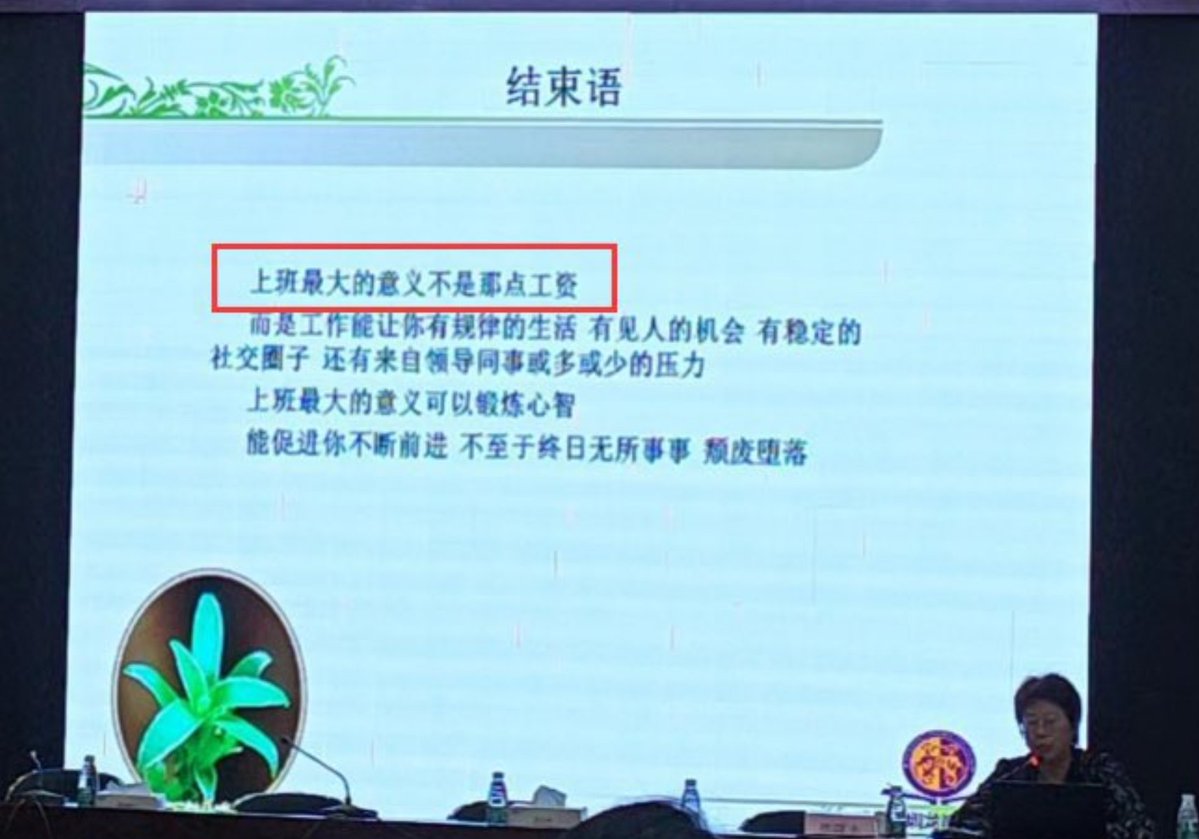 结束语
上班最大的意义不是那点工资
而是工作能让你有规律的生活 有见人的机会 有稳定的
社交圈子 还有来自领导同事或多或少的压力
上班最大的意义可以锻炼心智
能促进你不断前进 不至于终日无所事事 颓废堕落